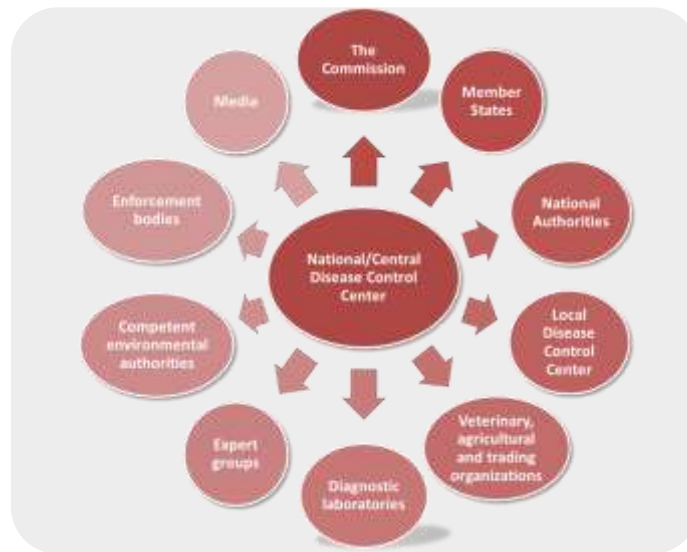 The
Commission
Member
States
National
Authorities
Local
Disease
Control
Center
Veterinary,
agricultural
and trading
organizations
Diagnostic
laboratories
Expert
groups
Competent
environmental
authorities
Enforcement
bodies
Media
National/Central
Disease Control
Center